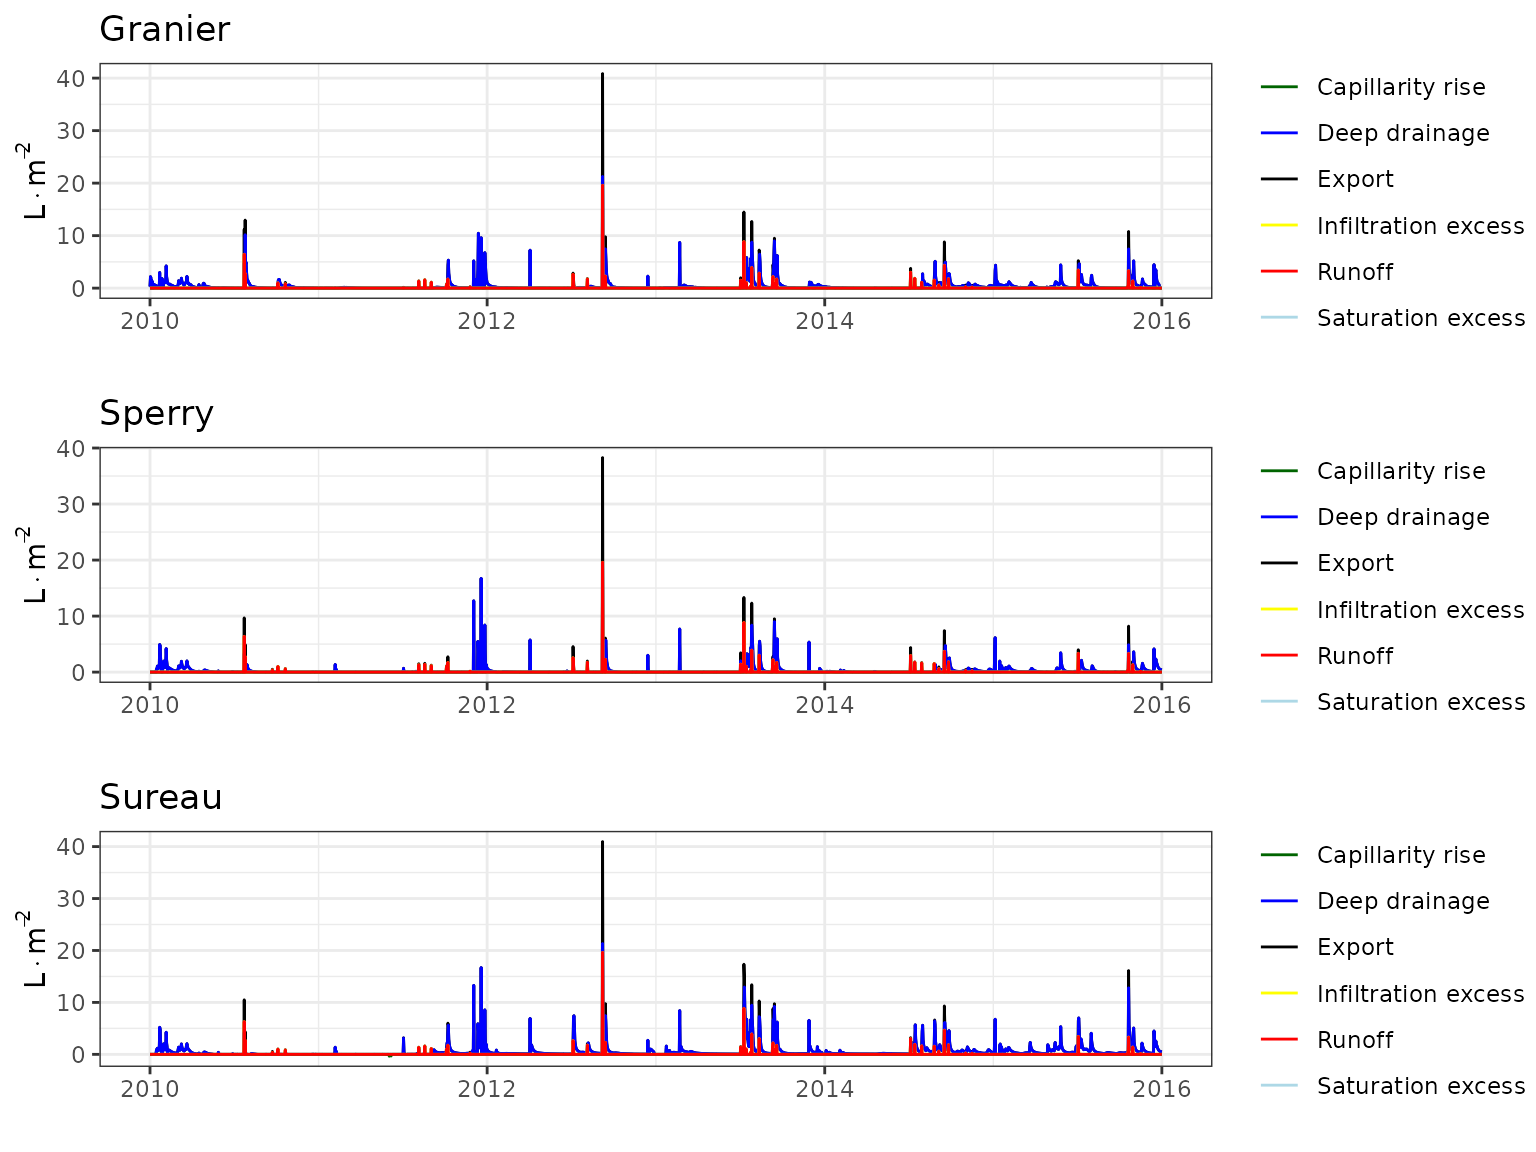 Granier
40
30
20
10
0
L · m⁻²
2010 2012 2014 2016
Capillarity rise
Deep drainage
Export
Infiltration excess
Runoff
Saturation excess
Sperry
40
30
20
10
0
L · m⁻²
2010 2012 2014 2016
Capillarity rise
Deep drainage
Export
Infiltration excess
Runoff
Saturation excess
Sureau
40
30
20
10
0
L · m⁻²
2010 2012 2014 2016
Capillarity rise
Deep drainage
Export
Infiltration excess
Runoff
Saturation excess